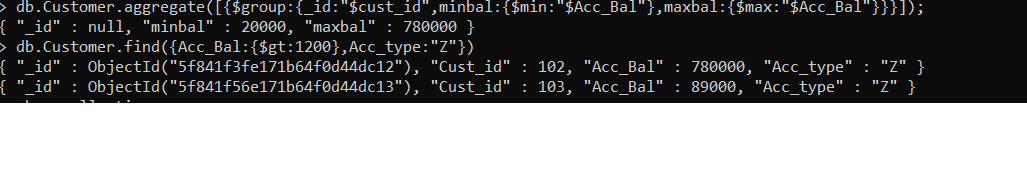 > db.Customer.aggregate([{$group:{_id:"$cust_id",minbal:{$min:"$Acc_Bal"},maxbal:{$max:"$Acc_Bal"}}}]);
{ "_id" : null, "minbal" : 20000, "maxbal" : 780000 }
> db.Customer.find({Acc_Bal:{$gt:1200},Acc_type:"Z"})
{ "_id" : ObjectId("5f841f3fe171b64f0d44dc12"), "Cust_id" : 102, "Acc_Bal" : 780000, "Acc_type" : "Z" }
{ "_id" : ObjectId("5f841f56e171b64f0d44dc13"), "Cust_id" : 103, "Acc_Bal" : 89000, "Acc_type" : "Z" }